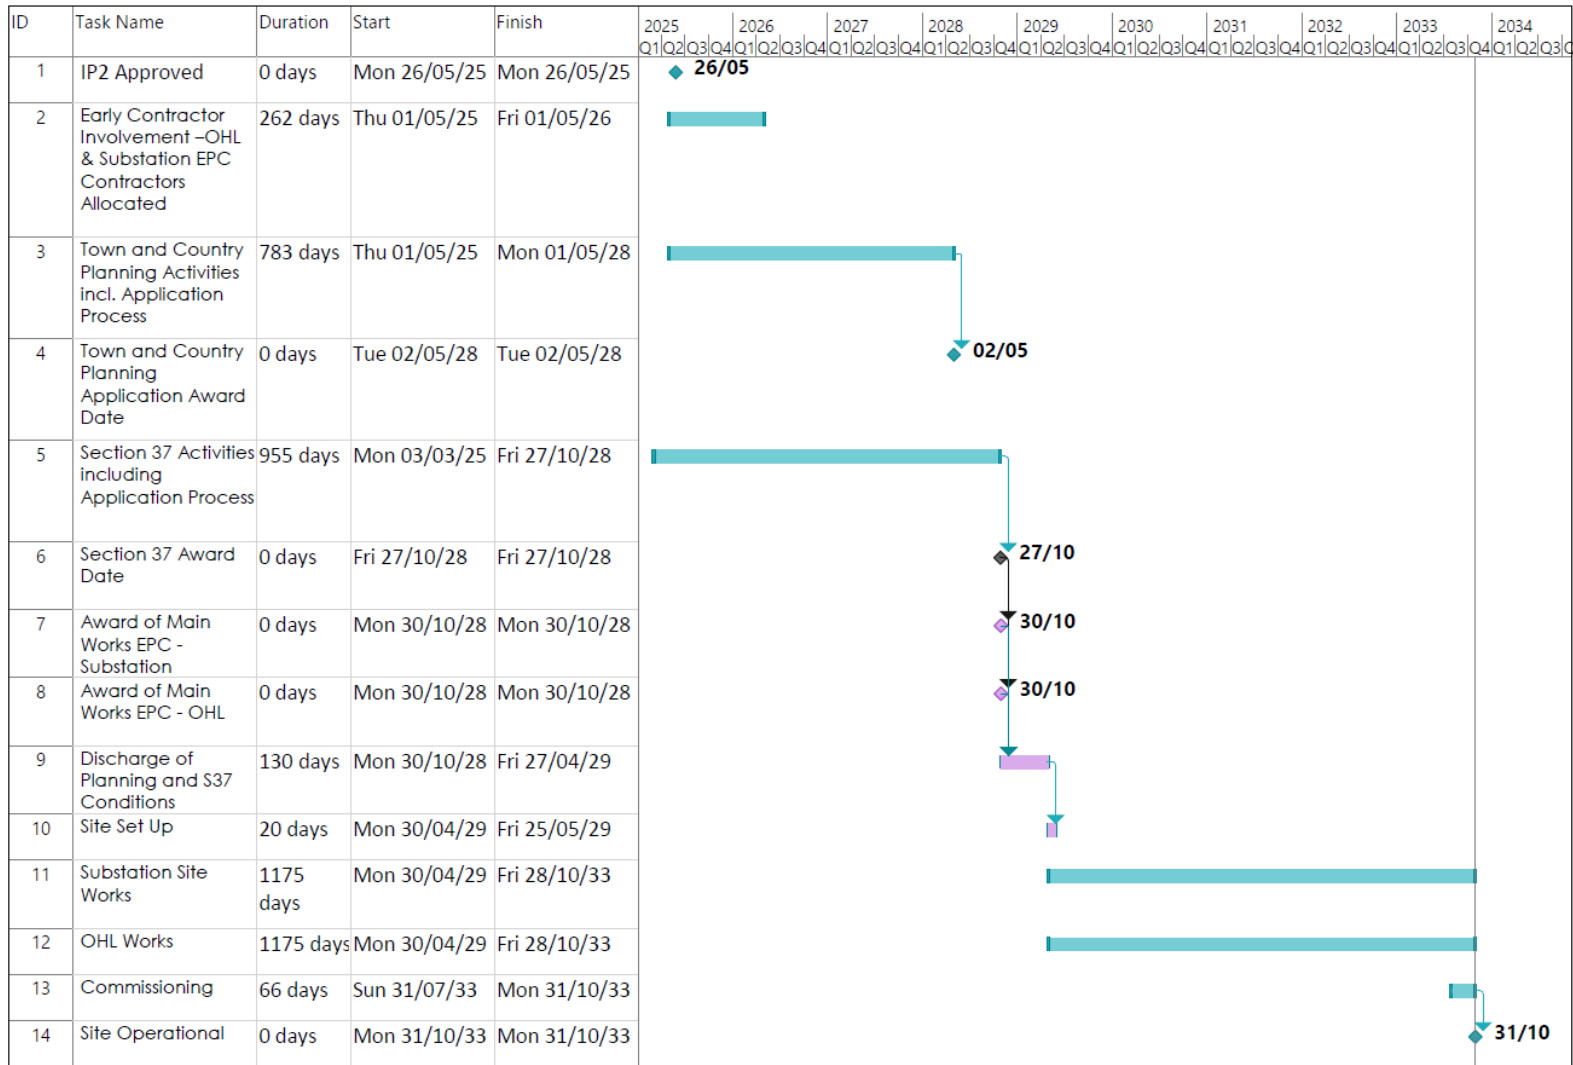 ID Task Name Duration Start Finish 2025 2026 2027 2028 2029 2030 2031 2032 2033 2034
Q1 Q2 Q3 Q4 Q1 Q2 Q3 Q4 Q1 Q2 Q3 Q4 Q1 Q2 Q3 Q4 Q1 Q2 Q3 Q4 Q1 Q2 Q3 Q4 Q1 Q2 Q3 Q4 Q1 Q2 Q3 Q4 Q1 Q2 Q3 Q4 Q1 Q2 Q3
1 IP2 Approved 0 days Mon 26/05/25 Mon 26/05/25 26/05
2 Early Contractor 262 days Thu 01/05/25 Fri 01/05/26
Involvement –OHL
& Substation EPC
Contractors
Allocated
3 Town and Country 783 days Thu 01/05/25 Mon 01/05/28
Planning Activities
incl. Application
Process
4 Town and Country 0 days Tue 02/05/28 Tue 02/05/28 02/05
Planning
Application Award
Date
5 Section 37 Activities 955 days Mon 03/03/25 Fri 27/10/28
including
Application Process
6 Section 37 Award 0 days Fri 27/10/28 Fri 27/10/28 27/10
Date
7 Award of Main 0 days Mon 30/10/28 Mon 30/10/28 30/10
Works EPC -
Substation
8 Award of Main 0 days Mon 30/10/28 Mon 30/10/28 30/10
Works EPC - OHL
9 Discharge of 130 days Mon 30/10/28 Fri 27/04/29
Planning and S37
Conditions
10 Site Set Up 20 days Mon 30/04/29 Fri 25/05/29
11 Substation Site 1175 Mon 30/04/29 Fri 28/10/33
Works days
12 OHL Works 1175 days Mon 30/04/29 Fri 28/10/33
13 Commissioning 66 days Sun 31/07/33 Mon 31/10/33
14 Site Operational 0 days Mon 31/10/33 Mon 31/10/33 31/10